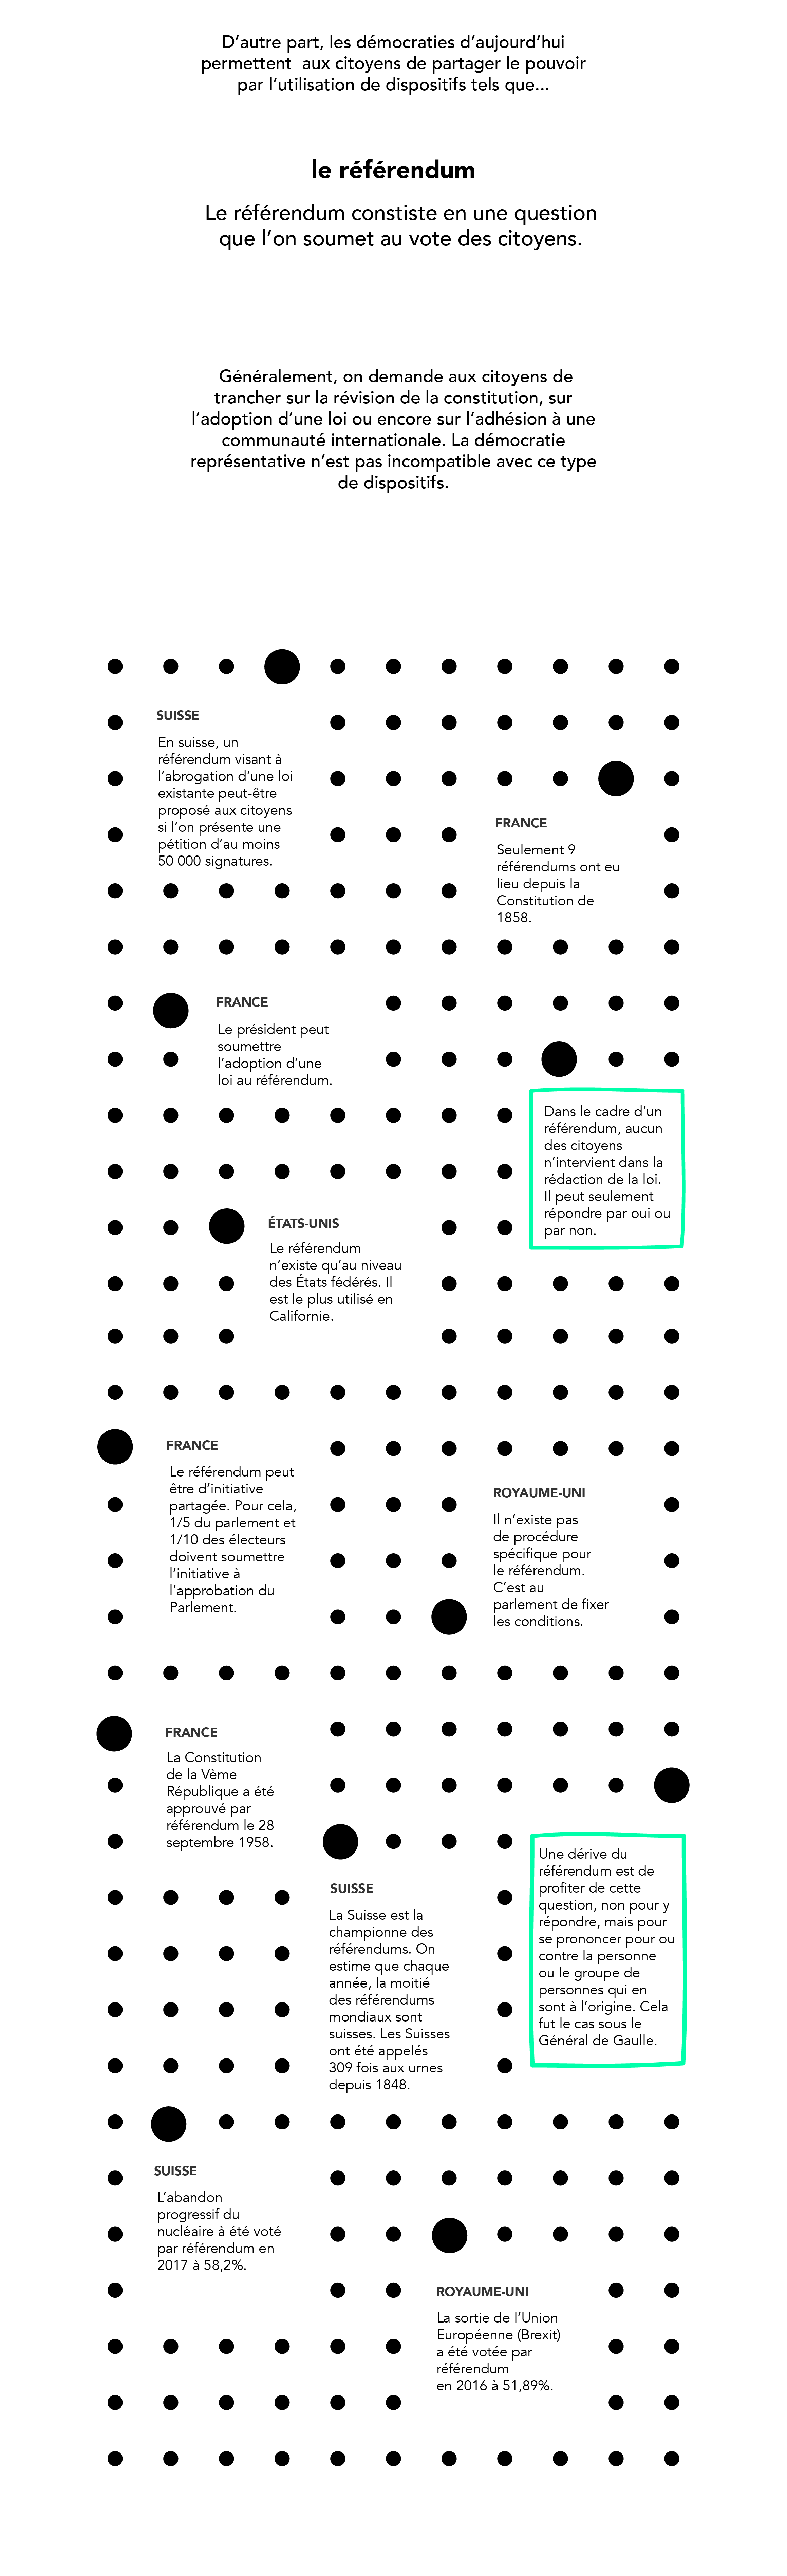 D’autre part, les démocraties d’aujourd’hui
permettent  aux citoyens de partager le pouvoir
par l’utilisation de dispositifs tels que...
le référendum
Le référendum constiste en une question
que l’on soumet au vote des citoyens.
Généralement, on demande aux citoyens de
trancher sur la révision de la constitution, sur
l’adoption d’une loi ou encore sur l’adhésion à une
communauté internationale. La démocratie
représentative n’est pas incompatible avec ce type
de dispositifs.
SUISSE
En suisse, un
référendum visant à
l’abrogation d’une loi
existante peut-être
proposé aux citoyens
si l’on présente une
pétition d’au moins
50 000 signatures.
FRANCE
Seulement 9
référendums ont eu
lieu depuis la
Constitution de
1858.
FRANCE
Le président peut
soumettre
l’adoption d’une
loi au référendum.
Dans le cadre d’un
référendum, aucun
des citoyens
n’intervient dans la
rédaction de la loi.
Il peut seulement
répondre par oui ou
par non.
ÉTATS-UNIS
Le référendum
n’existe qu’au niveau
des États fédérés. Il
est le plus utilisé en
Californie.
FRANCE
Le référendum peut
être d’initiative
partagée. Pour cela,
1/5 du parlement et
1/10 des électeurs
doivent soumettre
l’initiative à
l’approbation du
Parlement.
ROYAUME-UNI
Il n’existe pas
de procédure
spécifique pour
le référendum.
C’est au
parlement de fixer
les conditions.
FRANCE
La Constitution
de la Vème
République a été
approuvé par
référendum le 28
septembre 1958.
SUISSE
La Suisse est la
championne des
référendums. On
estime que chaque
année, la moitié
des référendums
mondiaux sont
suisses. Les Suisses
ont été appelés
309 fois aux urnes
depuis 1848.
Une dérive du
référendum est de
profiter de cette
question, non pour y
répondre, mais pour
se prononcer pour ou
contre la personne
ou le groupe de
personnes qui en
sont à l’origine. Cela
fut le cas sous le
Général de Gaulle.
SUISSE
L’abandon
progressif du
nucléaire à été voté
par référendum en
2017 à 58,2%.
ROYAUME-UNI
La sortie de l’Union
Européenne (Brexit)
a été votée par
référendum
en 2016 à 51,89%.